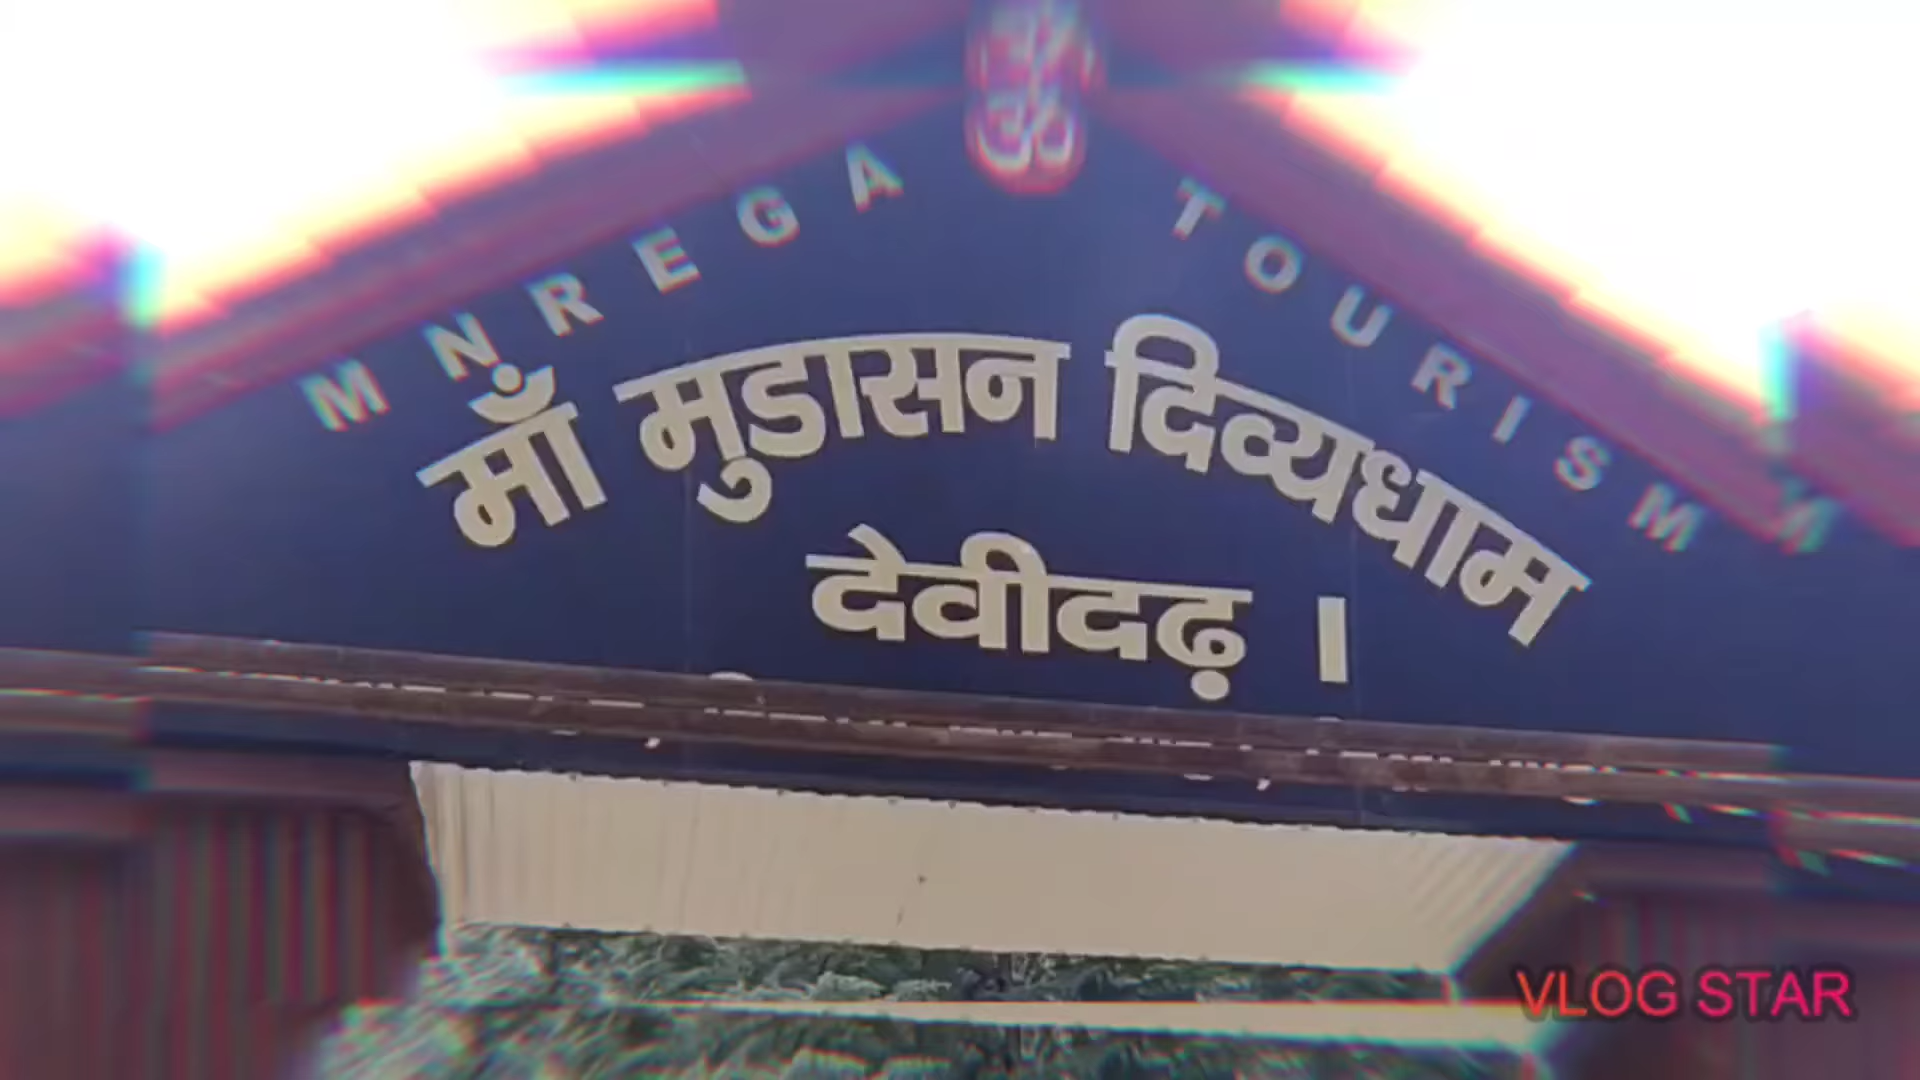 ॐ
MNREGA TOURISM
माँ मुडासन दिव्यधाम
देवीदढ़ ।
VLOG STAR